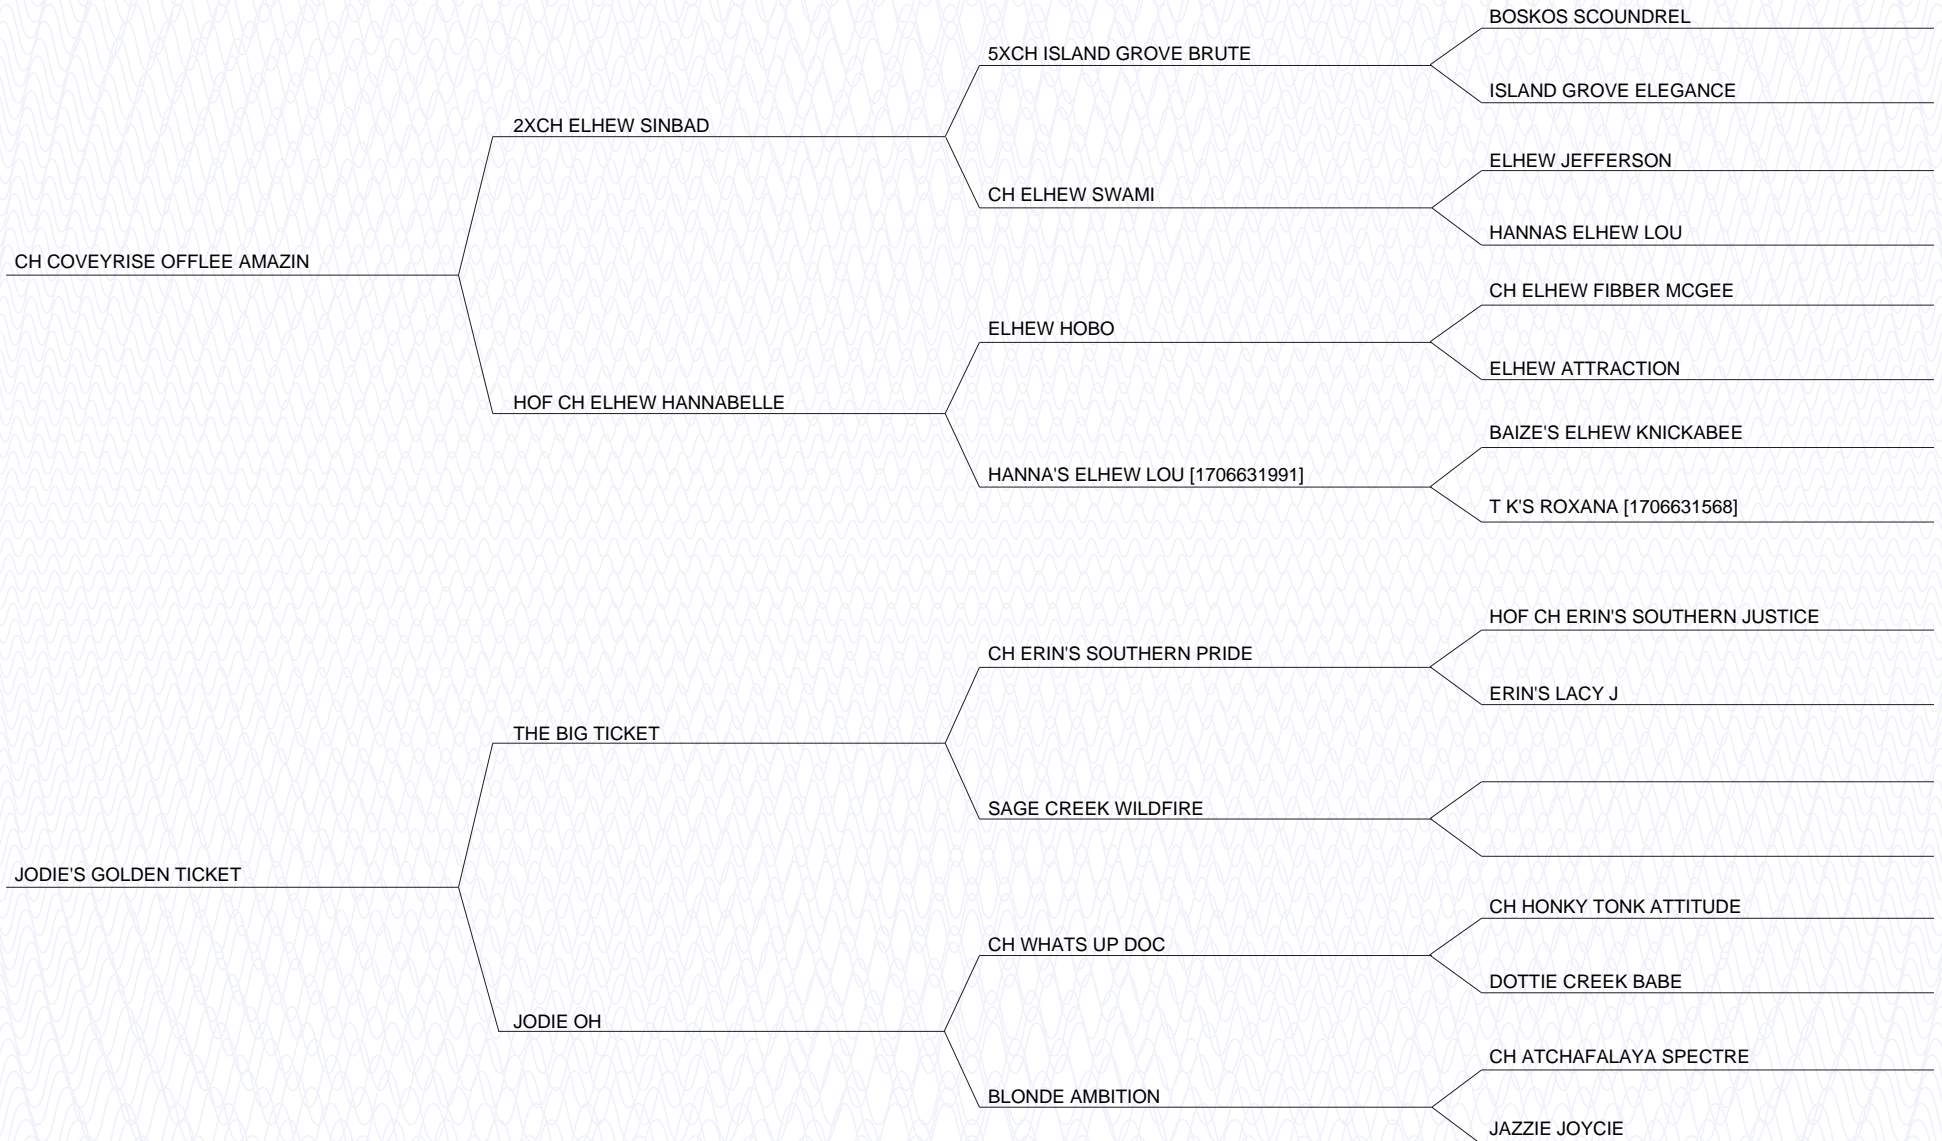 BOSKOS SCOUNDREL
5XCH ISLAND GROVE BRUTE
ISLAND GROVE ELEGANCE
2XCH ELHEW SINBAD
ELHEW JEFFERSON
CH ELHEW SWAMI
HANNAS ELHEW LOU
CH COVEYRISE OFFLEE AMAZIN
CH ELHEW FIBBER MCGEE
ELHEW HOBO
ELHEW ATTRACTION
HOF CH ELHEW HANNABELLE
BAIZE'S ELHEW KNICKABEE
HANNA'S ELHEW LOU [1706631991]
T K'S ROXANA [1706631568]
HOF CH ERIN'S SOUTHERN JUSTICE
CH ERIN'S SOUTHERN PRIDE
ERIN'S LACY J
THE BIG TICKET
SAGE CREEK WILDFIRE
JODIE'S GOLDEN TICKET
CH HONKY TONK ATTITUDE
CH WHATS UP DOC
DOTTIE CREEK BABE
JODIE OH
CH ATCHAFALAYA SPECTRE
BLONDE AMBITION
JAZZIE JOYCIE